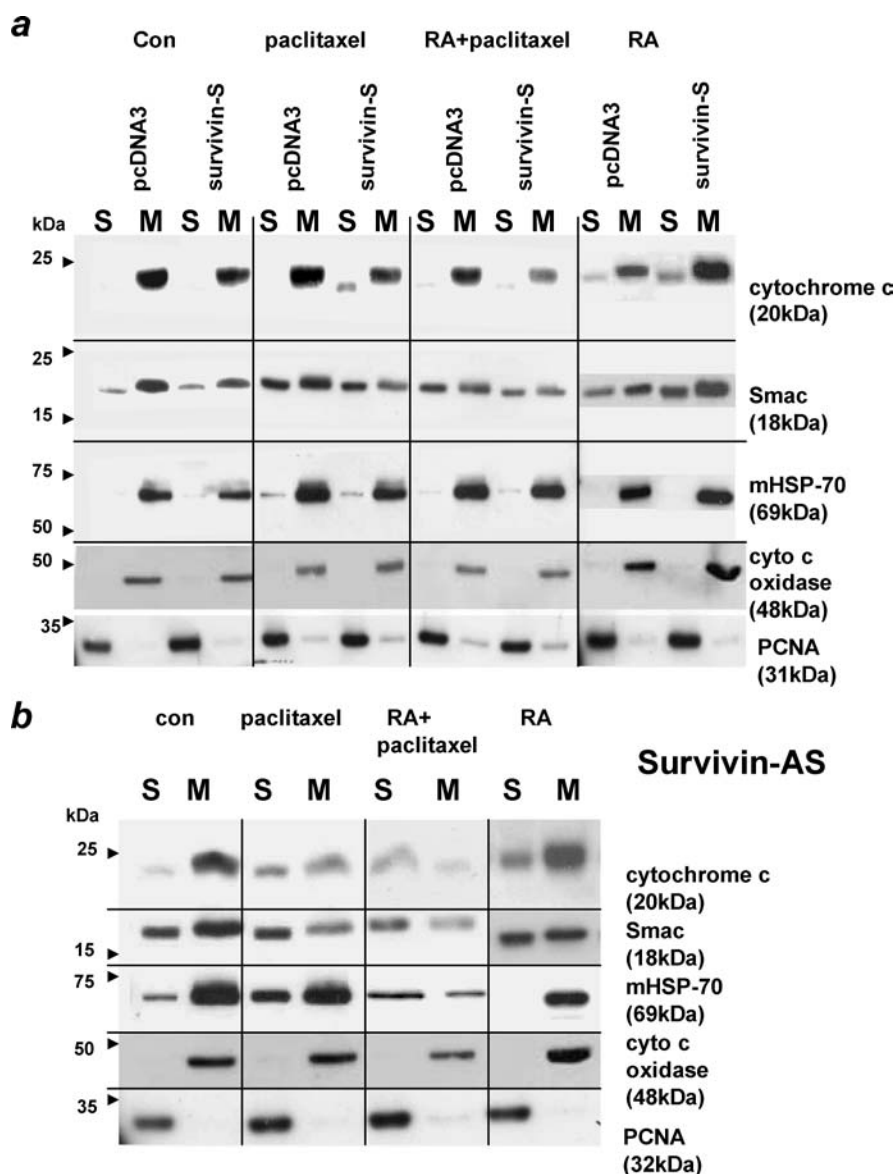 a
Con paclitaxel RA+paclitaxel RA
pcDNA3 survivin-S pcDNA3 survivin-S pcDNA3 survivin-S pcDNA3 survivin-S
kDa S M S M S M S M S M S M S M S M
25
cytochrome c
(20kDa)
25
15
Smac
(18kDa)
75
50
mHSP-70
(69kDa)
50
cyto c
oxidase
(48kDa)
35
PCNA
(31kDa)
b
con paclitaxel RA+
paclitaxel RA
Survivin-AS
S M S M S M S M
kDa
25
cytochrome c
(20kDa)
15
Smac
(18kDa)
75
mHSP-70
(69kDa)
50
cyto c
oxidase
(48kDa)
35
PCNA
(32kDa)